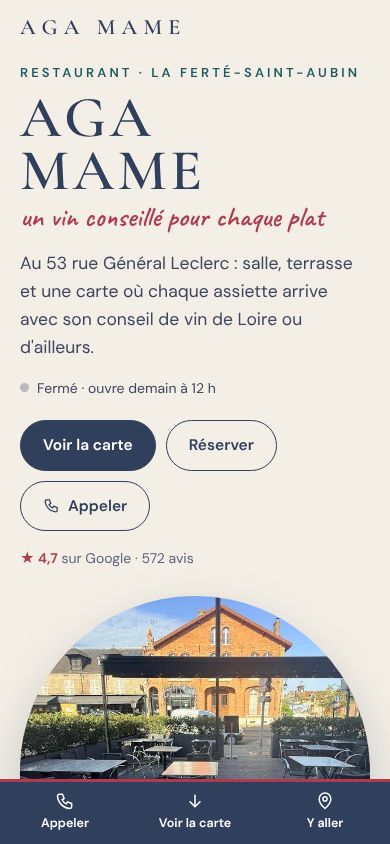 AGA MAME
RESTAURANT · LA FERTÉ-SAINT-AUBIN
AGA
MAME
un vin conseillé pour chaque plat
Au 53 rue Général Leclerc : salle, terrasse
et une carte où chaque assiette arrive
avec son conseil de vin de Loire ou
d'ailleurs.
Fermé · ouvre demain à 12 h
Voir la carte
Réserver
Appeler
★ 4,7 sur Google · 572 avis
Appeler
Voir la carte
Y aller